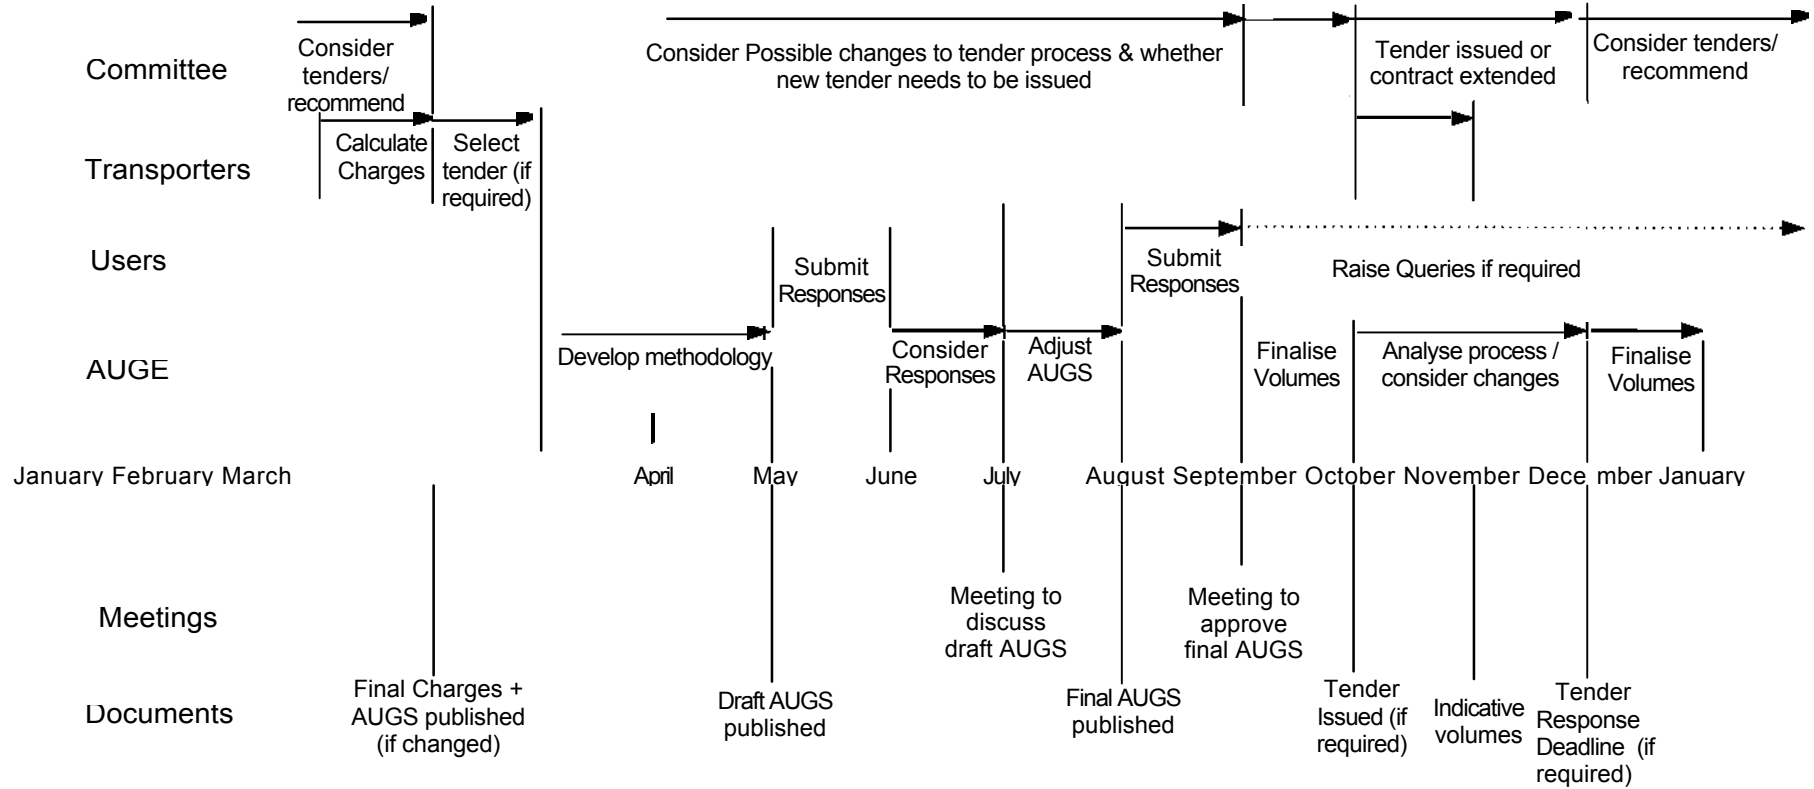 Committee
Consider
tenders/
recommend
Consider Possible changes to tender process & whether
new tender needs to be issued
Tender issued or
contract extended
Consider tenders/
recommend
Transporters
Calculate
Charges
Select
tender (if
required)
Users
Submit
Responses
Submit
Responses
Raise Queries if required
AUGE
Develop methodology
Consider
Responses
Adjust
AUGS
Finalise
Volumes
Analyse process /
consider changes
Finalise
Volumes
January February March April May June July August September October November Dece mber January
Meetings
Meeting to
discuss
draft AUGS
Meeting to
approve
final AUGS
Documents
Final Charges +
AUGS published
(if changed)
Draft AUGS
published
Final AUGS
published
Tender
Issued (if
required)
Indicative
volumes
Tender
Response
Deadline (if
required)